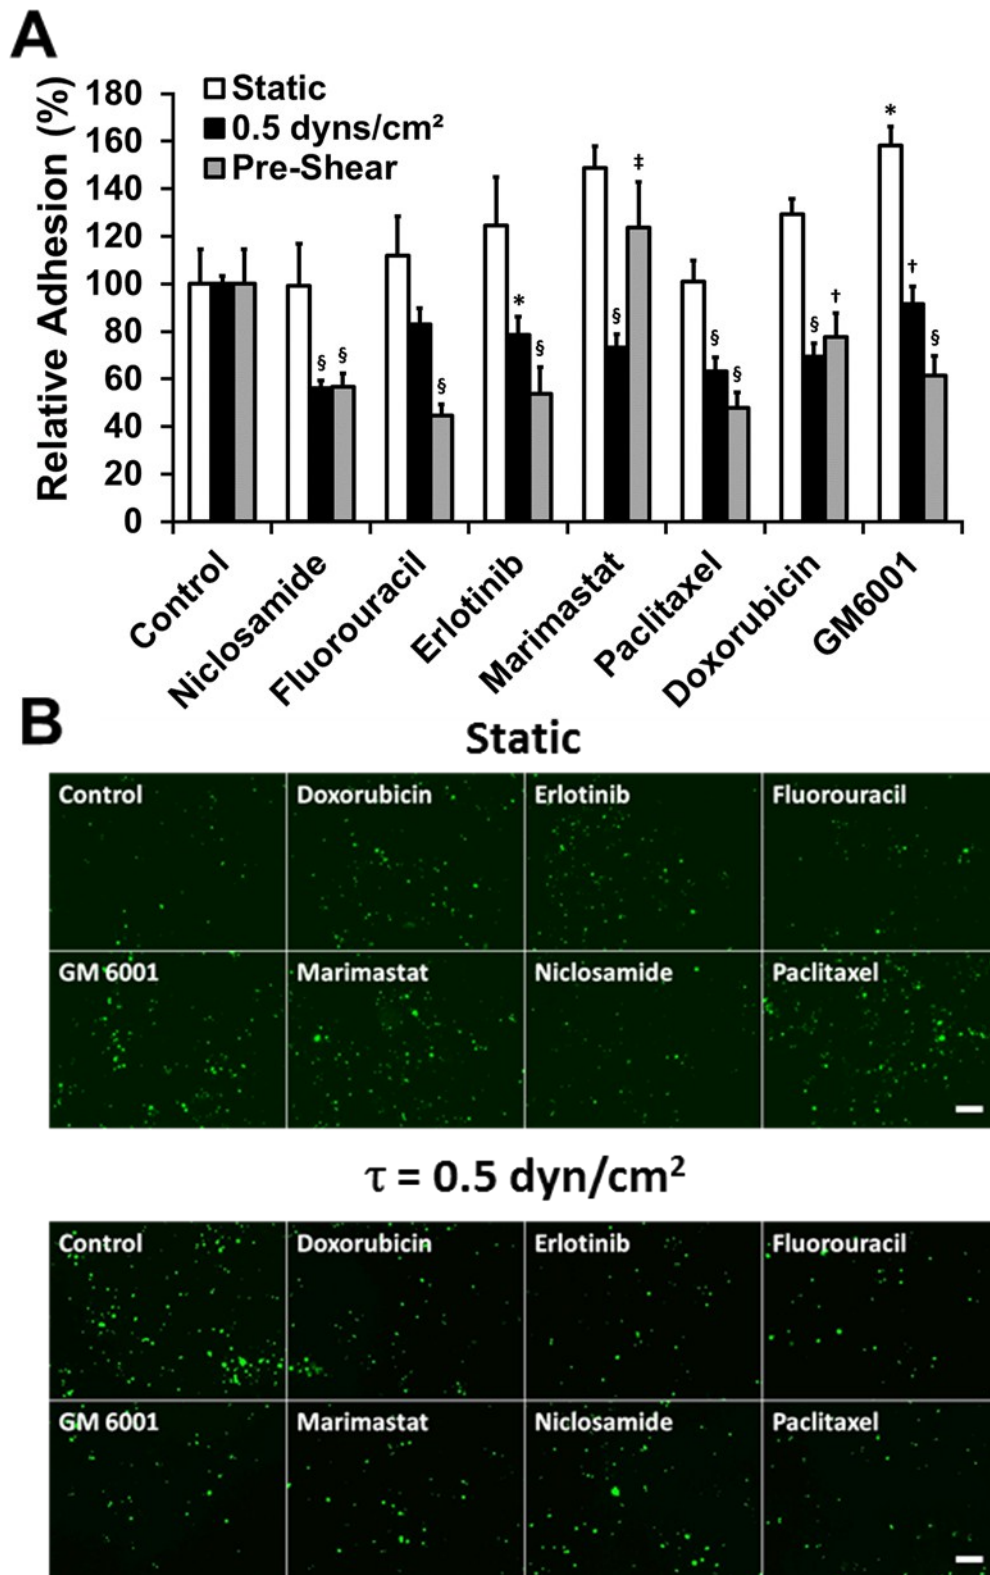 A
Relative Adhesion (%)
180
160
140
120
100
80
60
40
20
0
Static
0.5 dyns/cm²
Pre-Shear
§ §
§
* §
§ ‡
§ §
§ †
* † §
Control
Niclosamide
Fluorouracil
Erlotinib
Marimastat
Paclitaxel
Doxorubicin
GM6001
B
Static
Control Doxorubicin Erlotinib Fluorouracil
GM 6001 Marimastat Niclosamide Paclitaxel
τ = 0.5 dyn/cm²
Control Doxorubicin Erlotinib Fluorouracil
GM 6001 Marimastat Niclosamide Paclitaxel